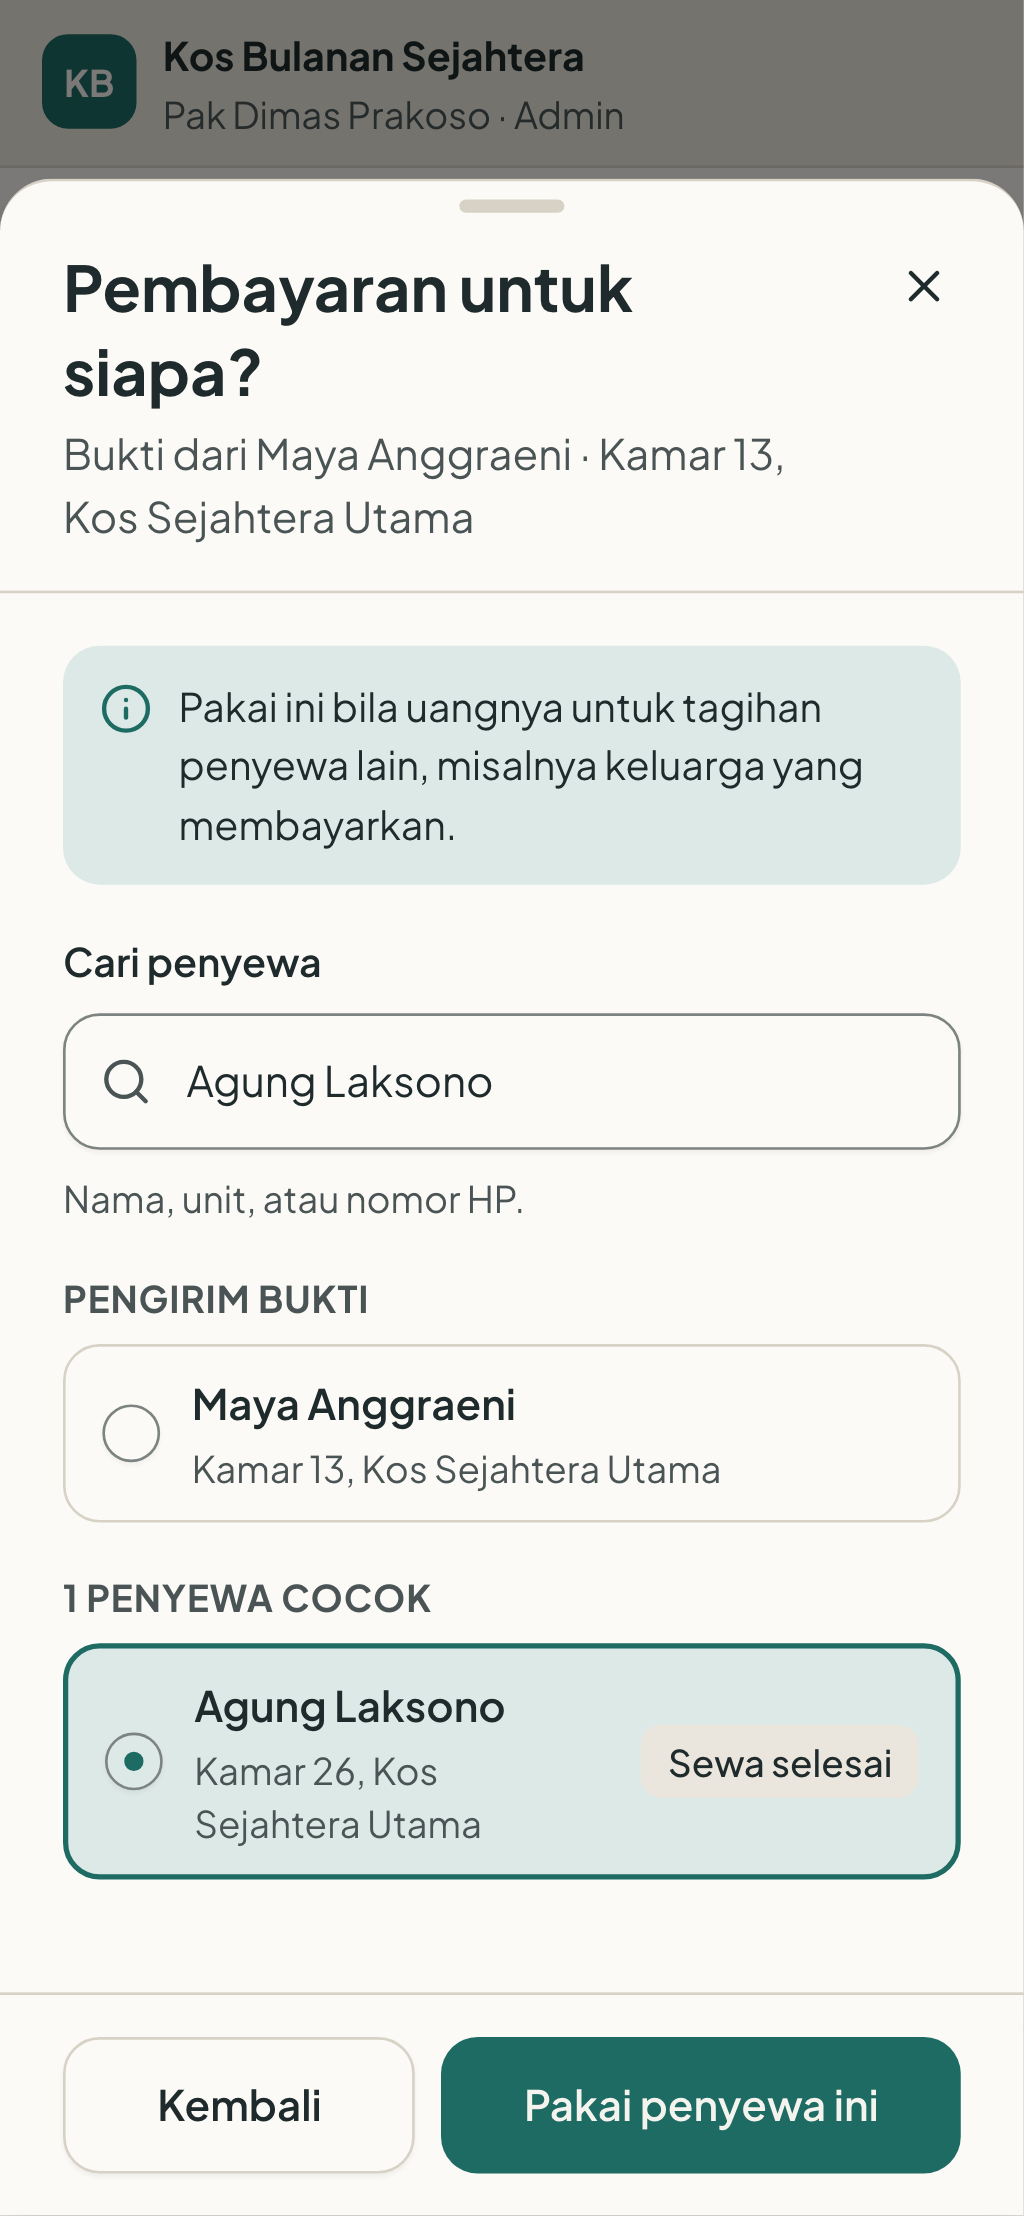 KB
Kos Bulanan Sejahtera
Pak Dimas Prakoso · Admin
Pembayaran untuk
siapa?
Bukti dari Maya Anggraeni · Kamar 13,
Kos Sejahtera Utama
Pakai ini bila uangnya untuk tagihan
penyewa lain, misalnya keluarga yang
membayarkan.
Cari penyewa
Agung Laksono
Nama, unit, atau nomor HP.
PENGIRIM BUKTI
Maya Anggraeni
Kamar 13, Kos Sejahtera Utama
1 PENYEWA COCOK
Agung Laksono
Kamar 26, Kos
Sejahtera Utama
Sewa selesai
Kembali
Pakai penyewa ini